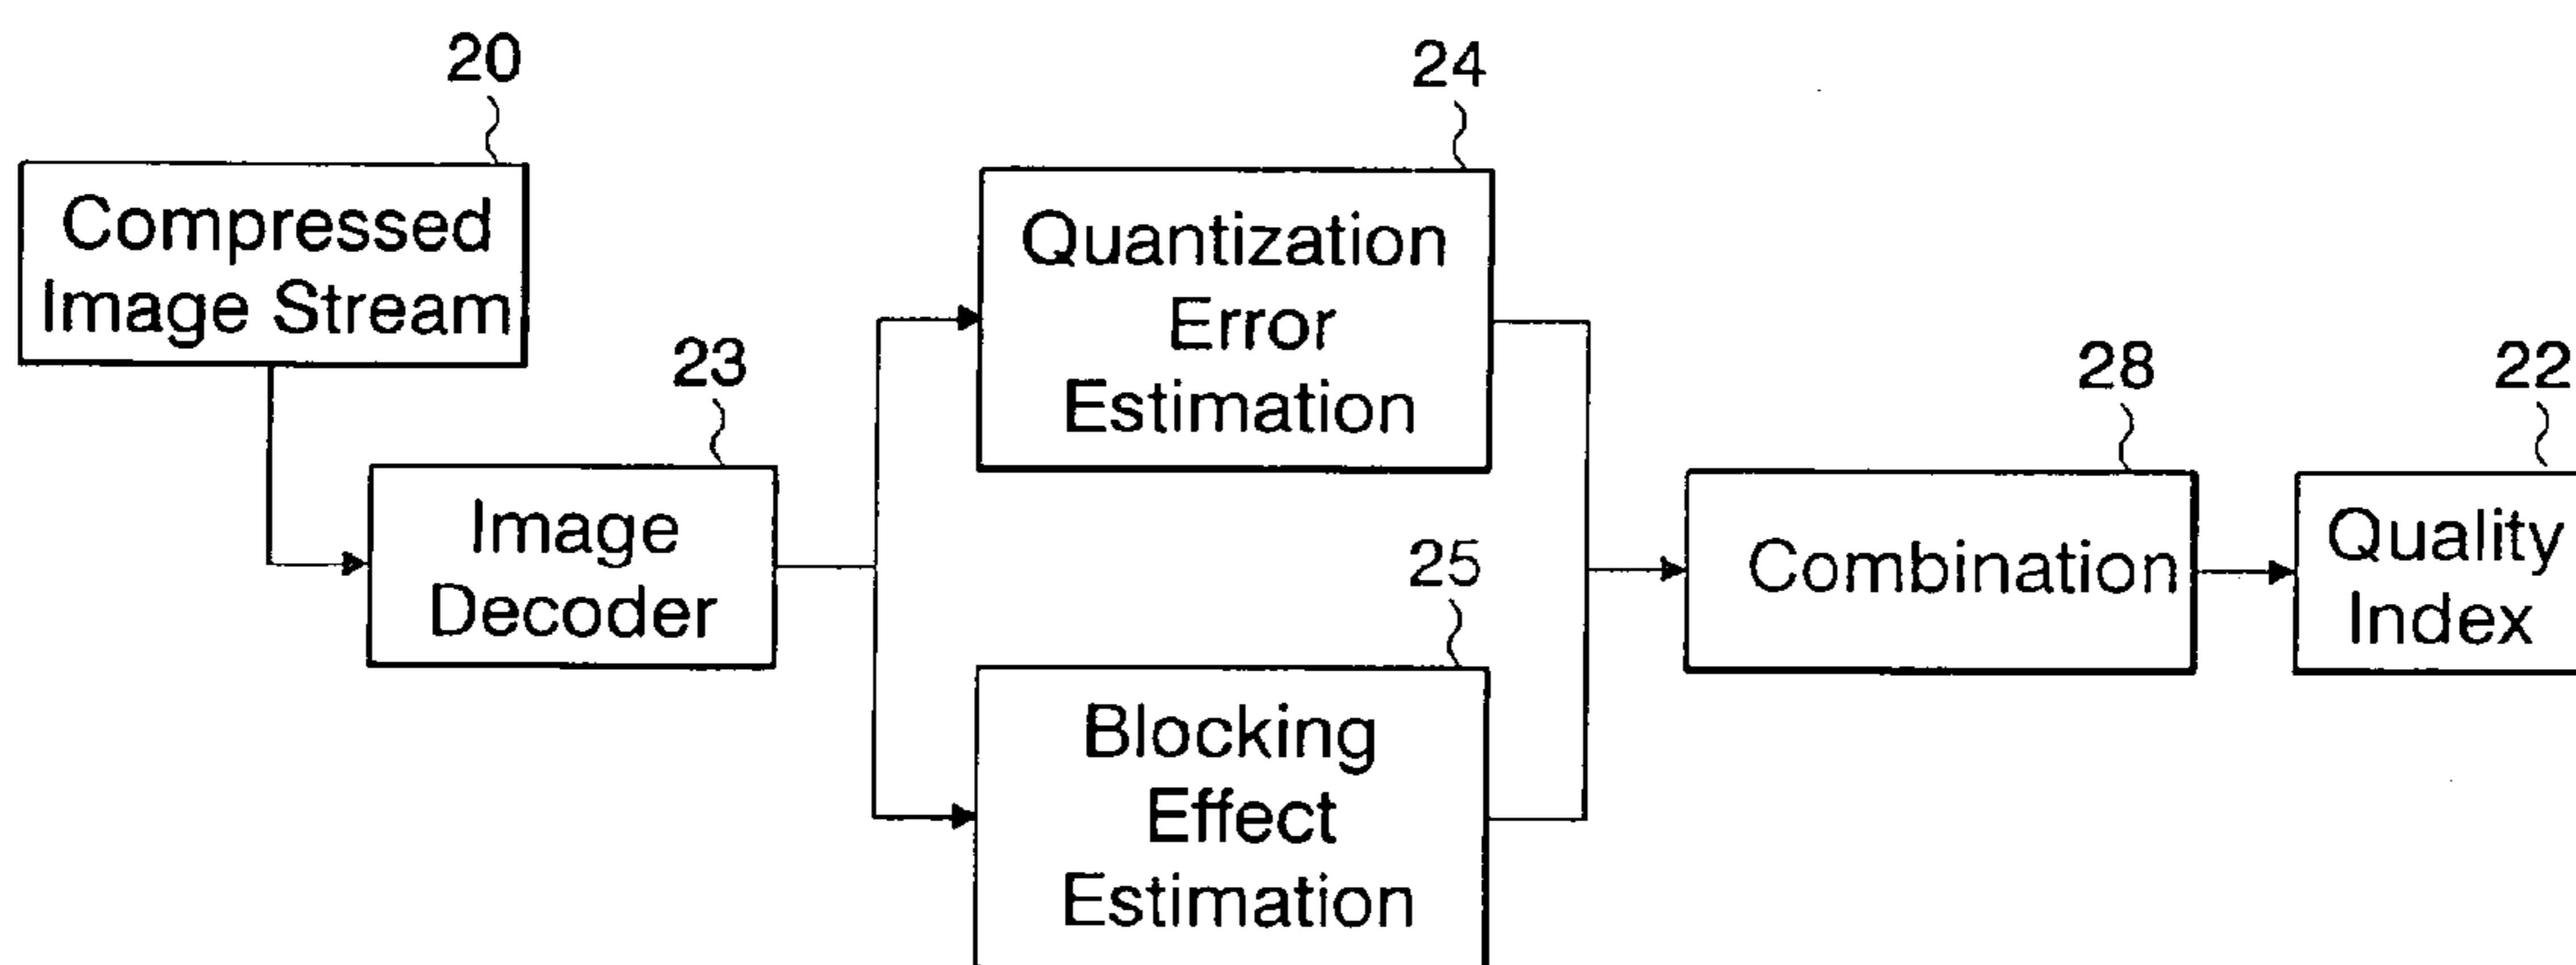 20
Compressed
Image Stream
23
Image
Decoder
24
Quantization
Error
Estimation
25
Blocking
Effect
Estimation
28
Combination
22
Quality
Index